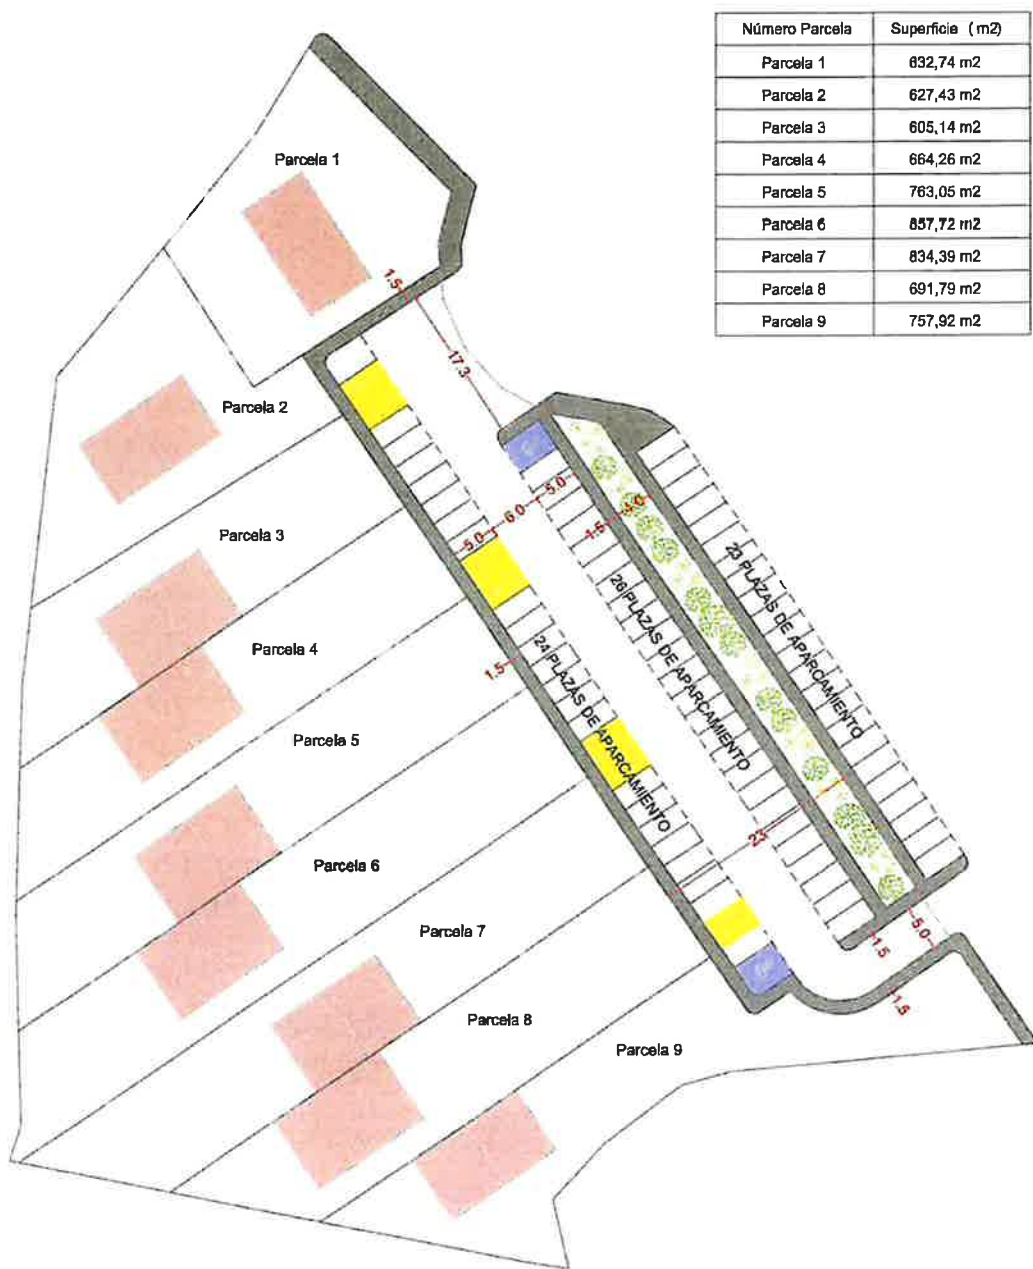 Número Parcela Superficie ( m2)
Parcela 1 632,74 m2
Parcela 2 627,43 m2
Parcela 3 605,14 m2
Parcela 4 664,26 m2
Parcela 5 763,05 m2
Parcela 6 857,72 m2
Parcela 7 834,39 m2
Parcela 8 691,79 m2
Parcela 9 757,92 m2
Parcela 1
1.5
17.3
Parcela 2
5.0 6.0 5.0
1.5 4.0
Parcela 3
23 PLAZAS DE APARCAMIENTO
26 PLAZAS DE APARCAMIENTO
24 PLAZAS DE APARCAMIENTO
Parcela 4
1.5
Parcela 5
Parcela 6
23
Parcela 7
5.0
1.5
Parcela 8
1.5
Parcela 9